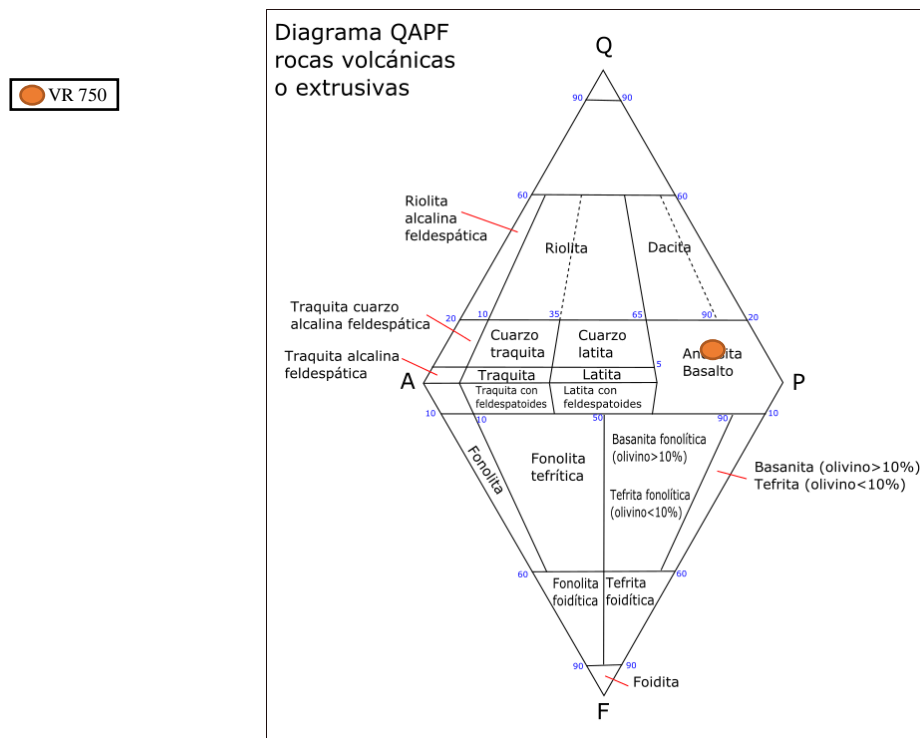 VR 750
Diagrama QAPF
rocas volcánicas
o extrusivas
Q
90
90
60
60
Riolita
alcalina
feldespática
Riolita
Dacita
Traquita cuarzo
alcalina feldespática
20
10
35
65
90
20
Cuarzo
traquita
Cuarzo
latita
Basalto
Traquita alcalina
feldespática
5
A
Traquita
Latita
P
Traquita con
feldespatoides
Latita con
feldespatoides
10
10
50
90
10
Fonolita
Fonolita
tefrítica
Basanita fonolítica
(olivino>10%)
Tefrita fonolítica
(olivino<10%)
Basanita (olivino>10%)
Tefrita (olivino<10%)
60
60
Fonolita
foidítica
Tefrita
foidítica
90
90
Foidita
F